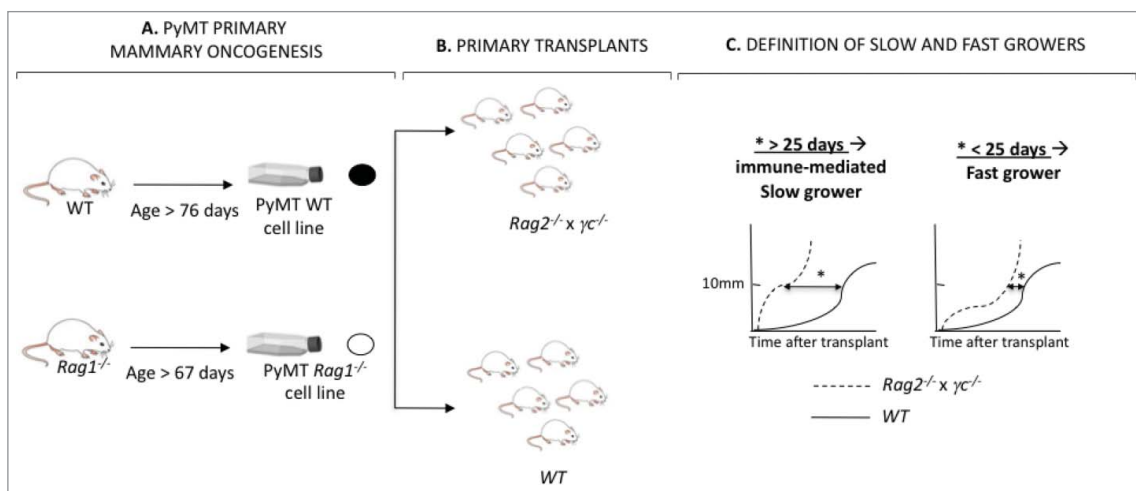 A. PyMT PRIMARY
MAMMARY ONCOGENESIS
WT
Age > 76 days
PyMT WT
cell line
Rag1-/-
Age > 67 days
PyMT Rag1-/-
cell line
B. PRIMARY TRANSPLANTS
Rag2-/- x γc-/-
WT
C. DEFINITION OF SLOW AND FAST GROWERS
* > 25 days →
immune-mediated
Slow grower
* < 25 days →
Fast grower
10mm
*
*
Time after transplant
Time after transplant
Rag2-/- x γc-/-
WT